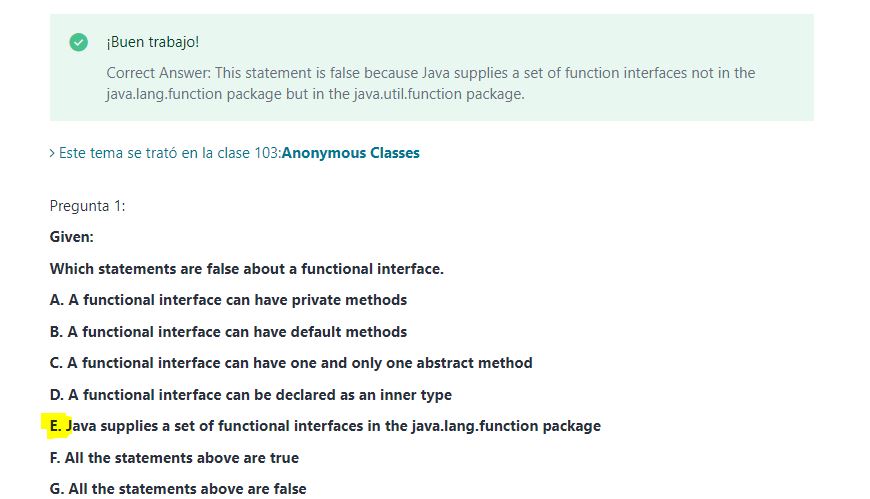 ¡Buen trabajo!
Correct Answer: This statement is false because Java supplies a set of function interfaces not in the
java.lang.function package but in the java.util.function package.
> Este tema se trató en la clase 103:Anonymous Classes
Pregunta 1:
Given:
Which statements are false about a functional interface.
A. A functional interface can have private methods
B. A functional interface can have default methods
C. A functional interface can have one and only one abstract method
D. A functional interface can be declared as an inner type
E. Java supplies a set of functional interfaces in the java.lang.function package
F. All the statements above are true
G. All the statements above are false